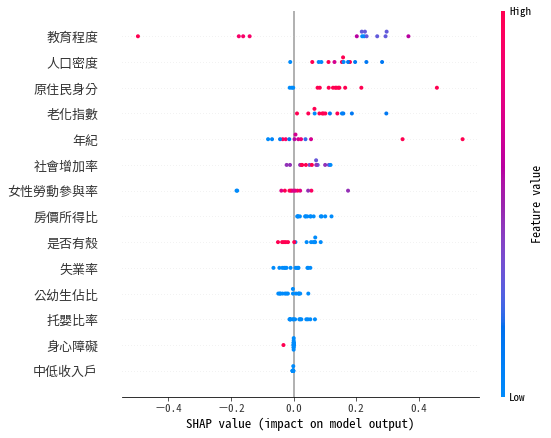 High
教育程度
人口密度
原住民身分
老化指數
年紀
社會增加率
女性勞動參與率
房價所得比
是否有殼
失業率
公幼生佔比
托嬰比率
身心障礙
中低收入戶
Feature value
Low
−0.4 −0.2 0.0 0.2 0.4
SHAP value (impact on model output)